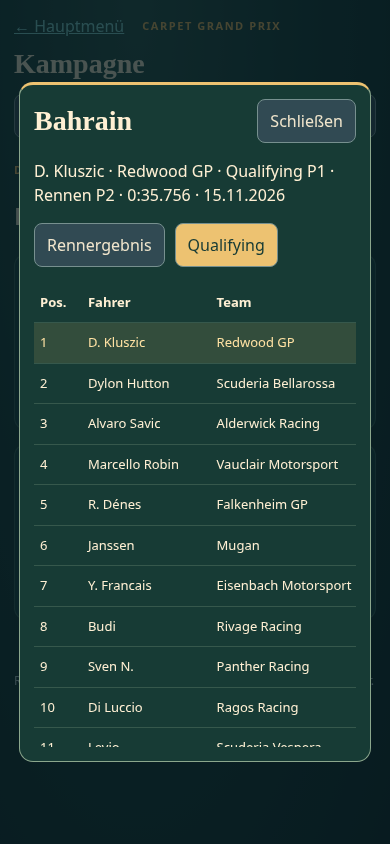 ← Hauptmenü CARPET GRAND PRIX
Kampagne
Bahrain
Schließen
D. Kluszic · Redwood GP · Qualifying P1 ·
Rennen P2 · 0:35.756 · 15.11.2026
Rennergebnis Qualifying
Pos. Fahrer Team
1 D. Kluszic Redwood GP
2 Dylon Hutton Scuderia Bellarossa
3 Alvaro Savic Alderwick Racing
4 Marcello Robin Vauclair Motorsport
5 R. Dénes Falkenheim GP
6 Janssen Mugan
7 Y. Francais Eisenbach Motorsport
8 Budi Rivage Racing
9 Sven N. Panther Racing
10 Di Luccio Ragos Racing
11 Scuderia